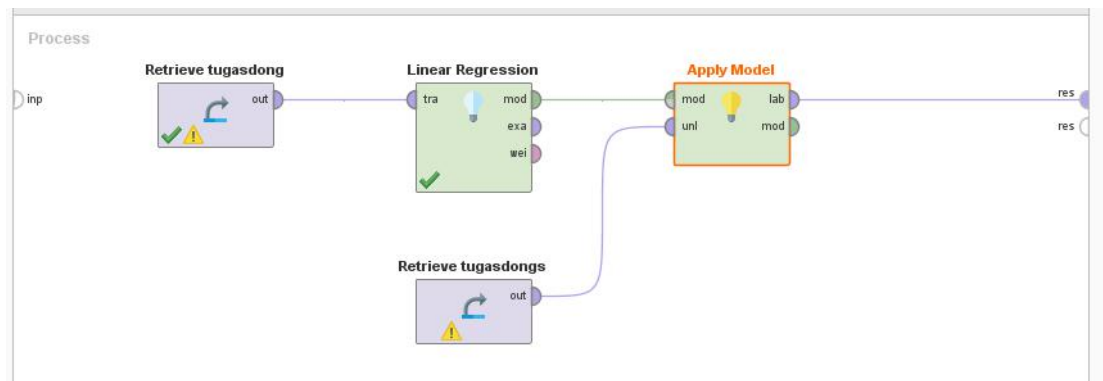 Process
inp
Retrieve tugasdong
out
Linear Regression
tra
mod
exa
wei
Apply Model
mod
lab
unl
mod
res
res
Retrieve tugasdongs
out